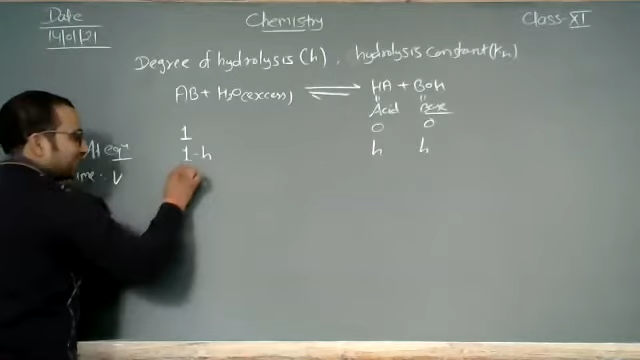 Date Chemistry Class-XI
14/01/21
Degree of hydrolysis (h), hydrolysis constant (Kh)
AB + H2O (excess) ⇌ HA + BOH
Acid Base
1 0 0
At eqm 1-h h h
V